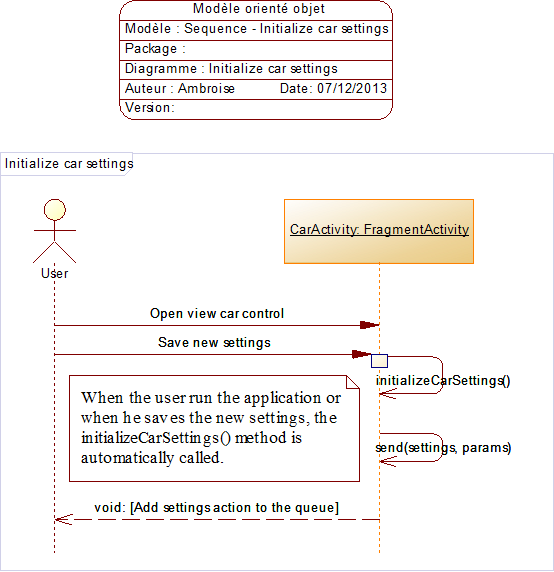 Modèle orienté objet
Modèle : Sequence - Initialize car settings
Package :
Diagramme : Initialize car settings
Auteur : Ambroise Date: 07/12/2013
Version:
Initialize car settings
CarActivity: FragmentActivity
User
Open view car control
Save new settings
initializeCarSettings()
When the user run the application or
when he saves the new settings, the
initializeCarSettings() method is
automatically called.
send(settings, params)
void: [Add settings action to the queue]